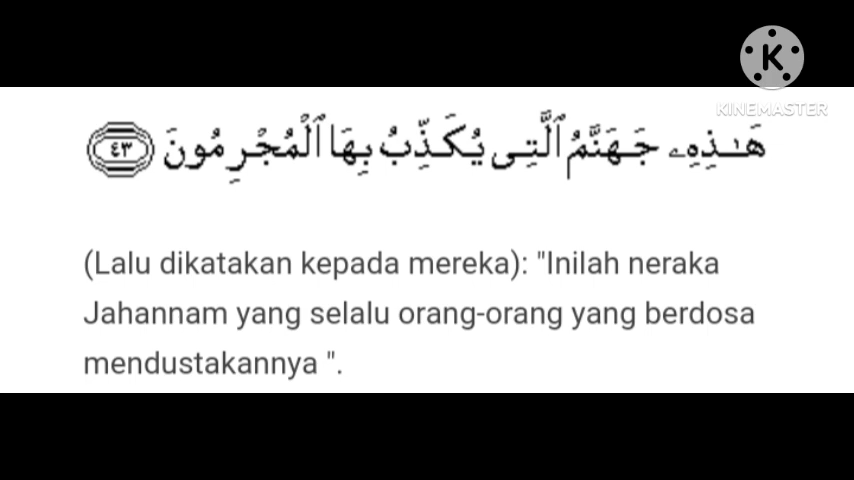 K
KINEMASTER
هَـٰذِهِۦ جَهَنَّمُ ٱلَّتِى يُكَذِّبُ بِهَا ٱلْمُجْرِمُونَ ٤٣
(Lalu dikatakan kepada mereka): "Inilah neraka
Jahannam yang selalu orang-orang yang berdosa
mendustakannya ".